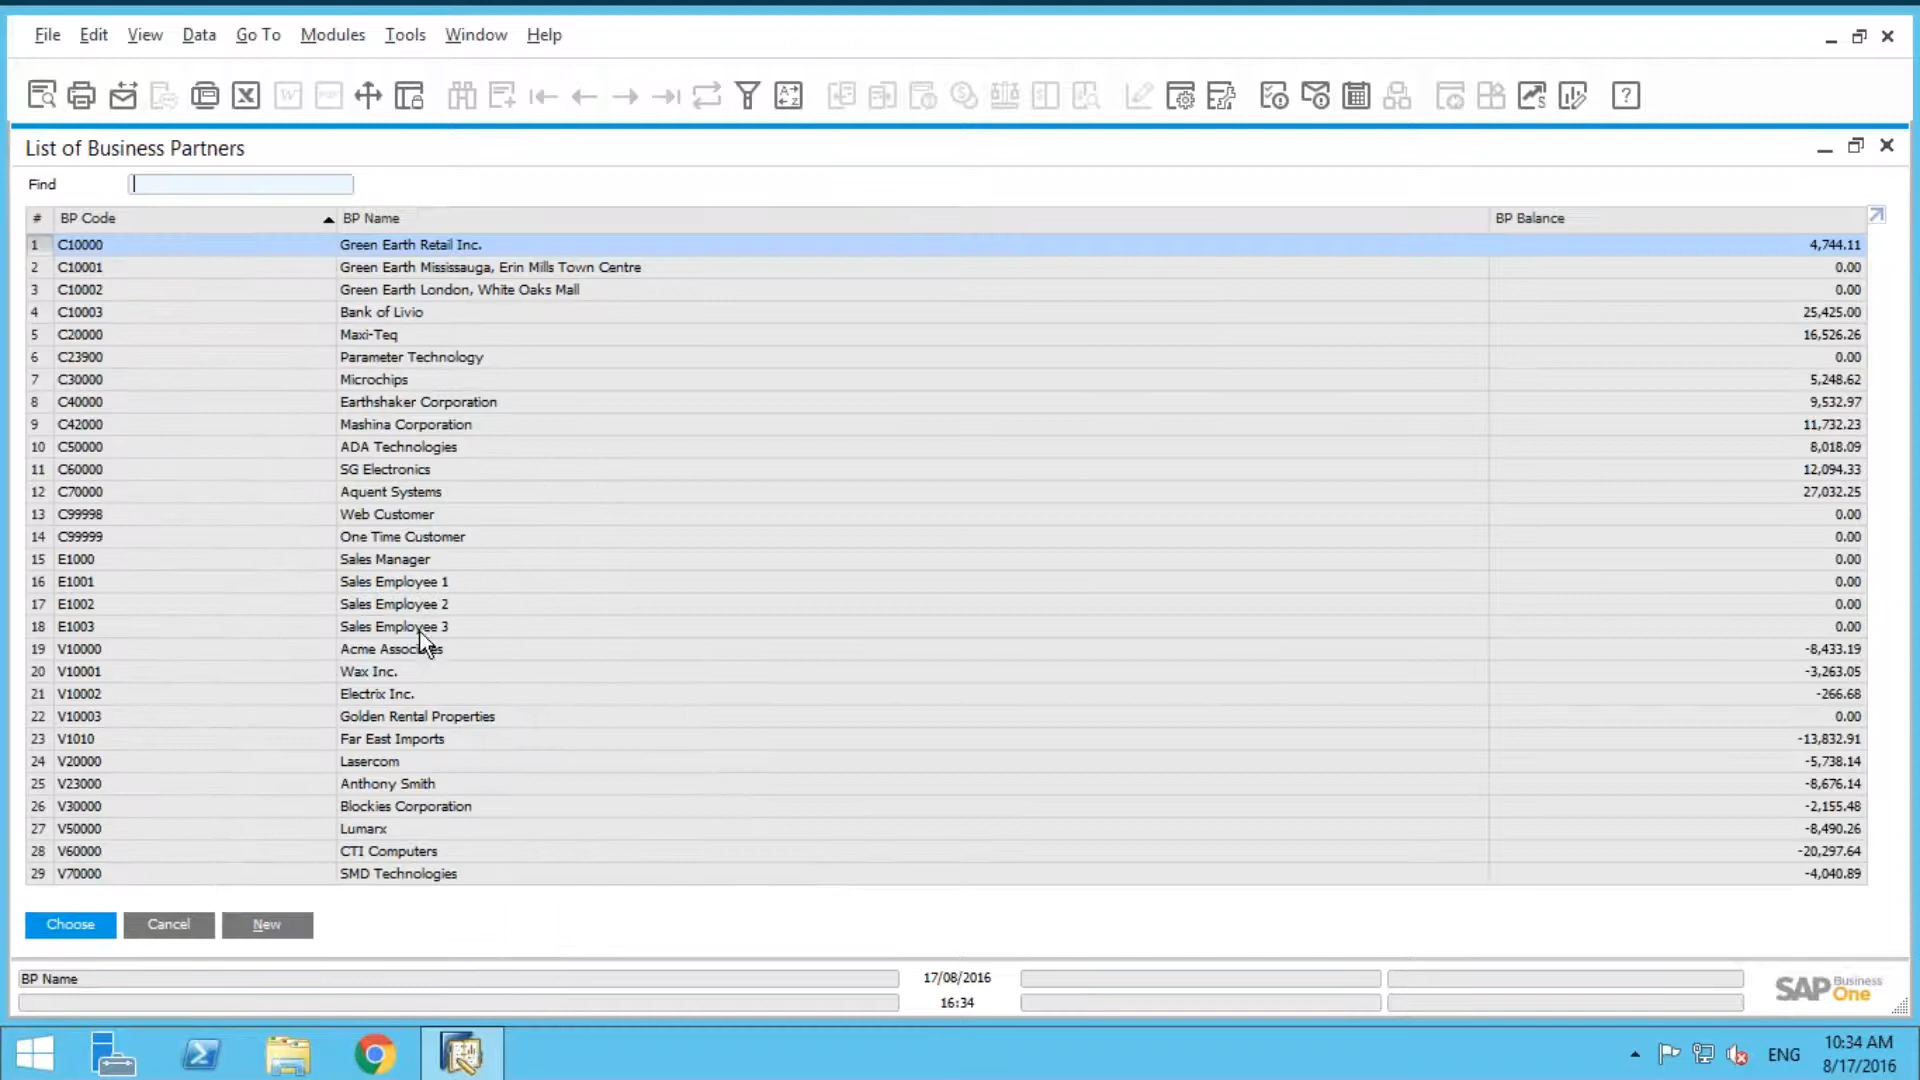 File Edit View Data Go To Modules Tools Window Help
List of Business Partners
Find
# BP Code BP Name BP Balance
1 C10000 Green Earth Retail Inc. 4,744.11
2 C10001 Green Earth Mississauga, Erin Mills Town Centre 0.00
3 C10002 Green Earth London, White Oaks Mall 0.00
4 C10003 Bank of Livio 25,425.00
5 C20000 Maxi-Teq 16,526.26
6 C23900 Parameter Technology 0.00
7 C30000 Microchips 5,248.62
8 C40000 Earthshaker Corporation 9,532.97
9 C42000 Mashina Corporation 11,732.23
10 C50000 ADA Technologies 8,018.09
11 C60000 SG Electronics 12,094.33
12 C70000 Aquent Systems 27,032.25
13 C99998 Web Customer 0.00
14 C99999 One Time Customer 0.00
15 E1000 Sales Manager 0.00
16 E1001 Sales Employee 1 0.00
17 E1002 Sales Employee 2 0.00
18 E1003 Sales Employee 3 0.00
19 V10000 Acme Associates -8,433.19
20 V10001 Wax Inc. -3,263.05
21 V10002 Electrix Inc. -266.68
22 V10003 Golden Rental Properties 0.00
23 V1010 Far East Imports -13,832.91
24 V20000 Lasercom -5,738.14
25 V23000 Anthony Smith -8,676.14
26 V30000 Blockies Corporation -2,155.48
27 V50000 Lumarx -8,490.26
28 V60000 CTI Computers -20,297.64
29 V70000 SMD Technologies -4,040.89
Choose Cancel New
BP Name 17/08/2016
16:34
SAP Business One
ENG 10:34 AM
8/17/2016